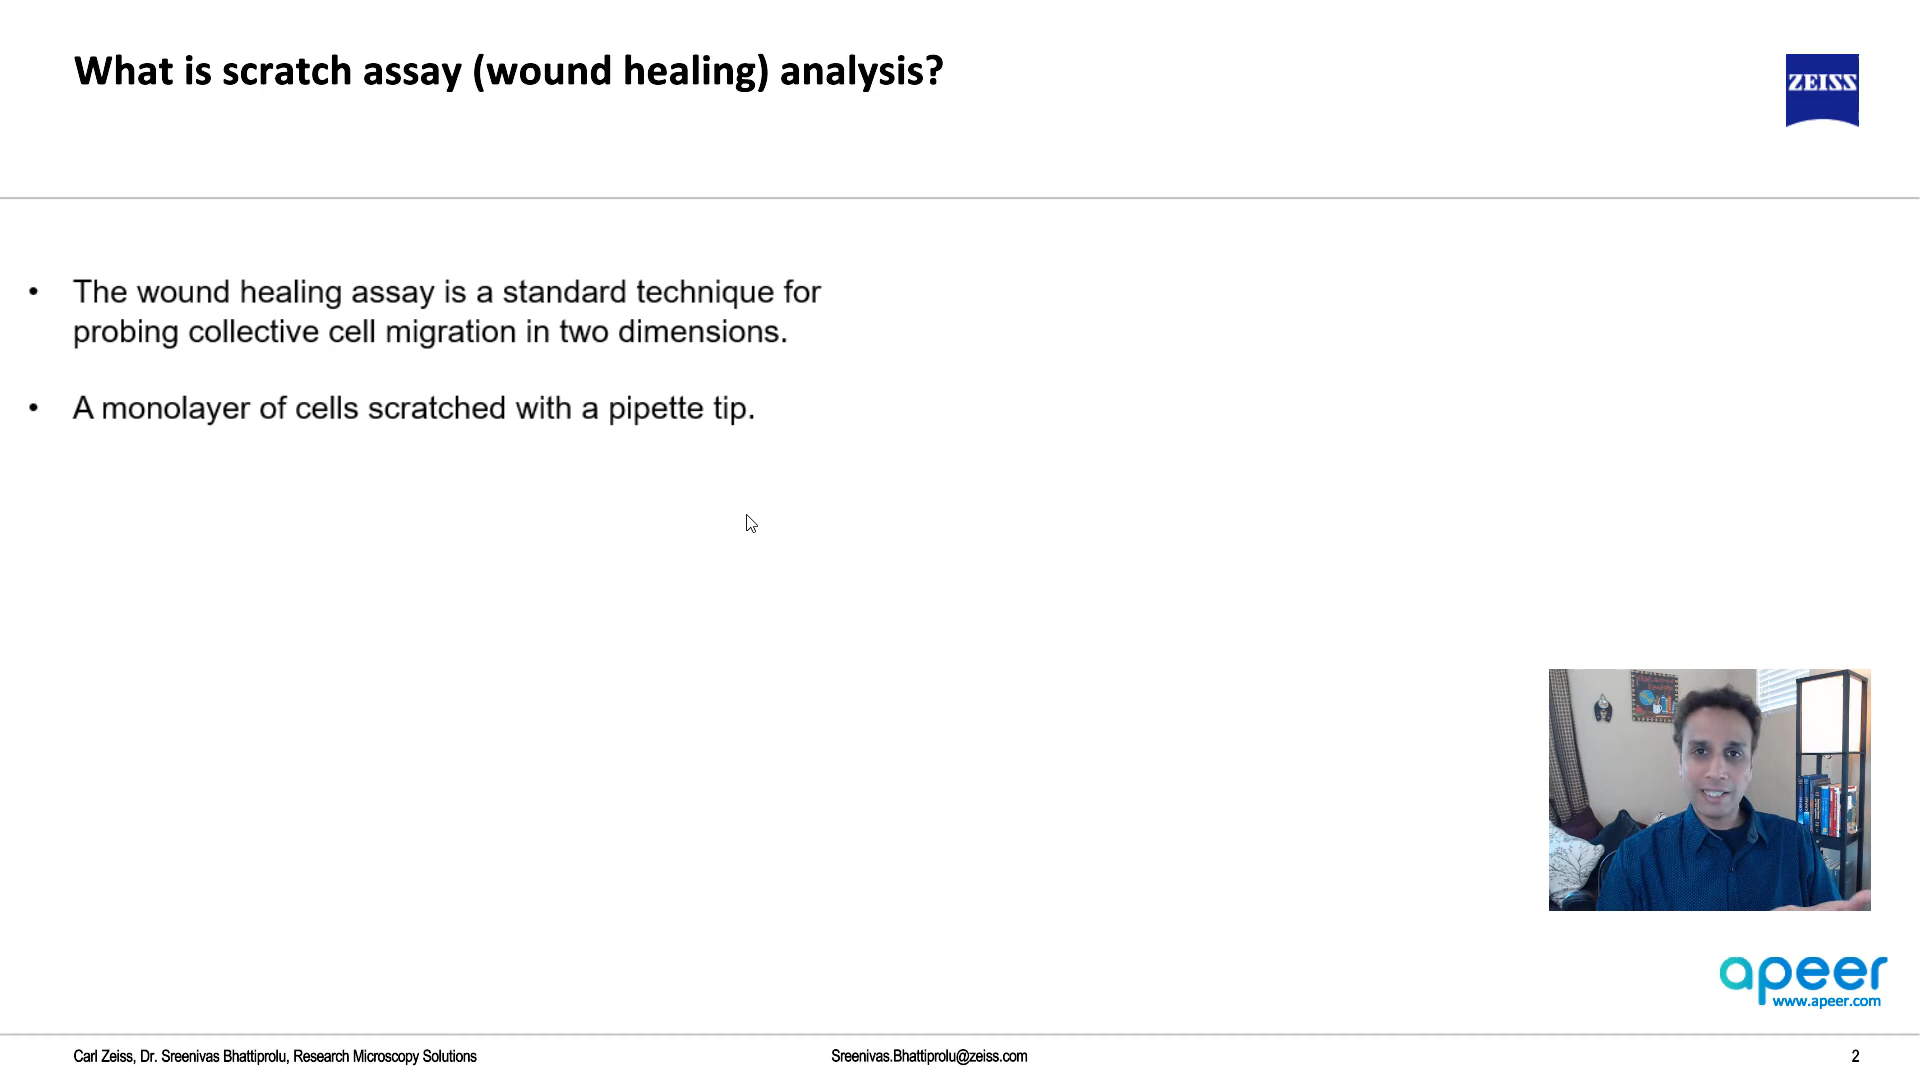 What is scratch assay (wound healing) analysis?
ZEISS
• The wound healing assay is a standard technique for
probing collective cell migration in two dimensions.
• A monolayer of cells scratched with a pipette tip.
apeer
www.apeer.com
Carl Zeiss, Dr. Sreenivas Bhattiprolu, Research Microscopy Solutions
Sreenivas.Bhattiprolu@zeiss.com
2